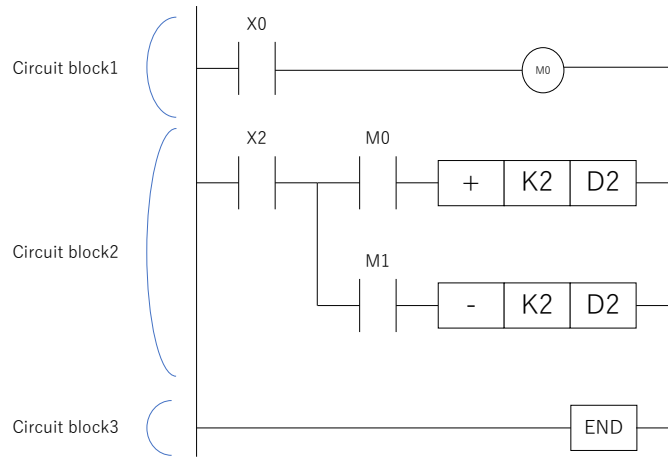 X0
Circuit block1
M0
X2 M0
+ K2 D2
Circuit block2
M1
- K2 D2
Circuit block3
END